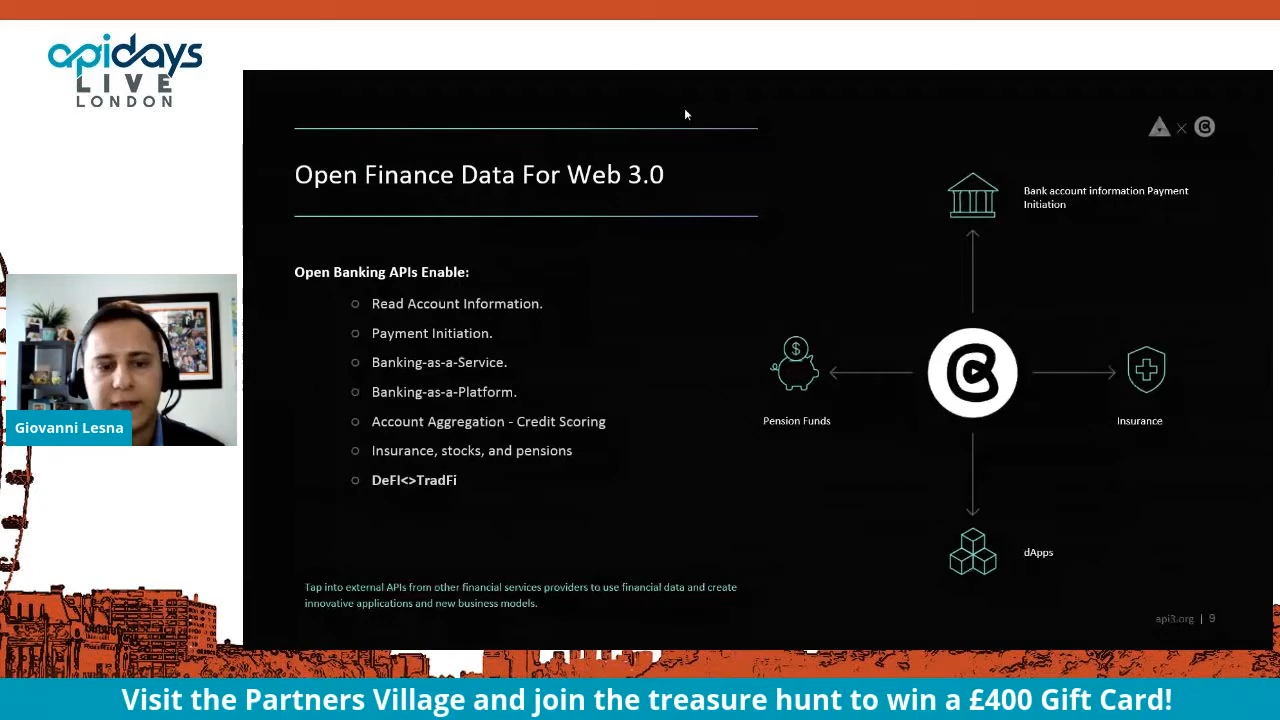 apidays
LIVE
LONDON
Open Finance Data For Web 3.0
Open Banking APIs Enable:
Read Account Information.
Payment Initiation.
Banking-as-a-Service.
Banking-as-a-Platform.
Account Aggregation - Credit Scoring
Insurance, stocks, and pensions
DeFI<>TradFi
Tap into external APIs from other financial services providers to use financial data and create
innovative applications and new business models.
Bank account information Payment
Initiation
Pension Funds
Insurance
dApps
api3.org | 9
Giovanni Lesna
Visit the Partners Village and join the treasure hunt to win a £400 Gift Card!